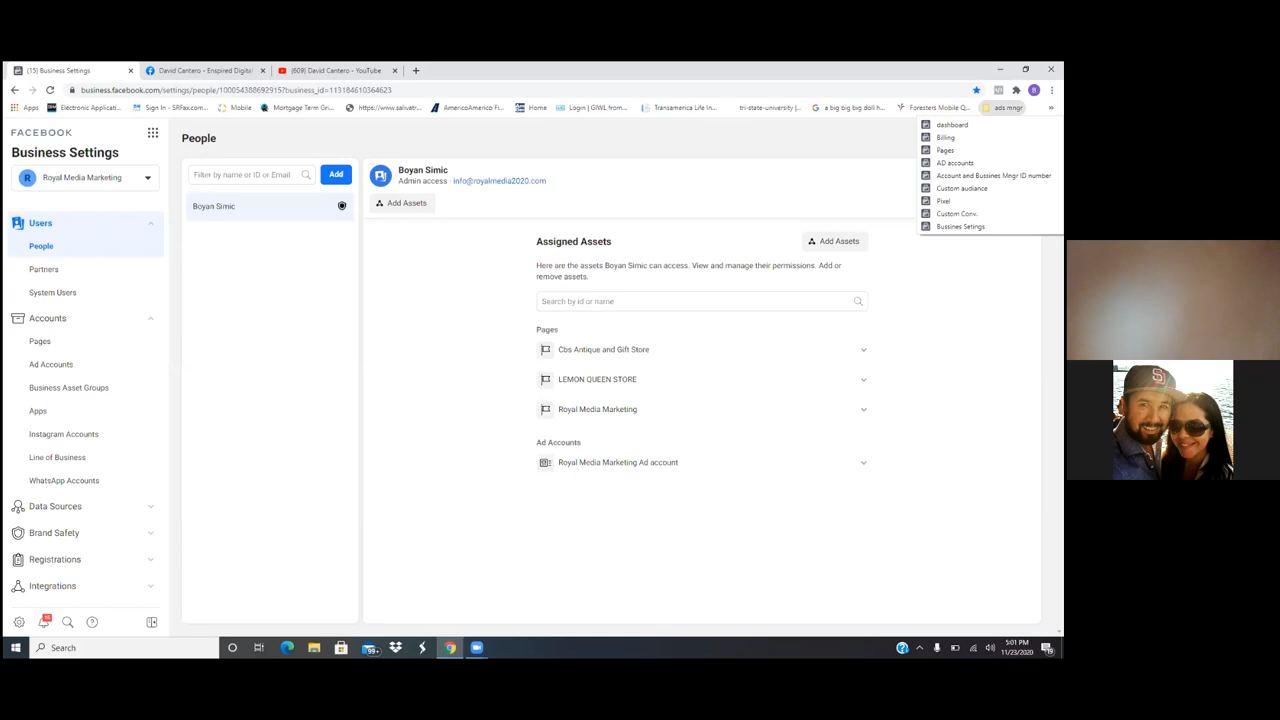 (15) Business Settings
David Cantero - Enspired Digital
(609) David Cantero - YouTube
business.facebook.com/settings/people/100054388692915?business_id=113184610364623
Apps
Electronic Applicati...
Sign In - SRFax.com
Mobile
Mortgage Term Gri...
https://www.salivatr...
AmericoAmerico Fi...
Home
Login | GIWL from...
Transamerica Life In...
tri-state-university |...
a big big big doll h...
Foresters Mobile Q...
ads mngr
»
dashboard
Billing
Pages
AD accounts
Account and Bussines Mngr ID number
Custom audiance
Pixel
Custom Conv.
Bussines Setings
FACEBOOK
Business Settings
R
Royal Media Marketing
Users
People
Partners
System Users
Accounts
Pages
Ad Accounts
Business Asset Groups
Apps
Instagram Accounts
Line of Business
WhatsApp Accounts
Data Sources
Brand Safety
Registrations
Integrations
People
Filter by name or ID or Email
Add
Boyan Simic
Boyan Simic
Admin access · info@royalmedia2020.com
Add Assets
Assigned Assets
Add Assets
Here are the assets Boyan Simic can access. View and manage their permissions. Add or
remove assets.
Search by id or name
Pages
Cbs Antique and Gift Store
LEMON QUEEN STORE
Royal Media Marketing
Ad Accounts
Royal Media Marketing Ad account
Search
99+
5:01 PM
11/23/2020